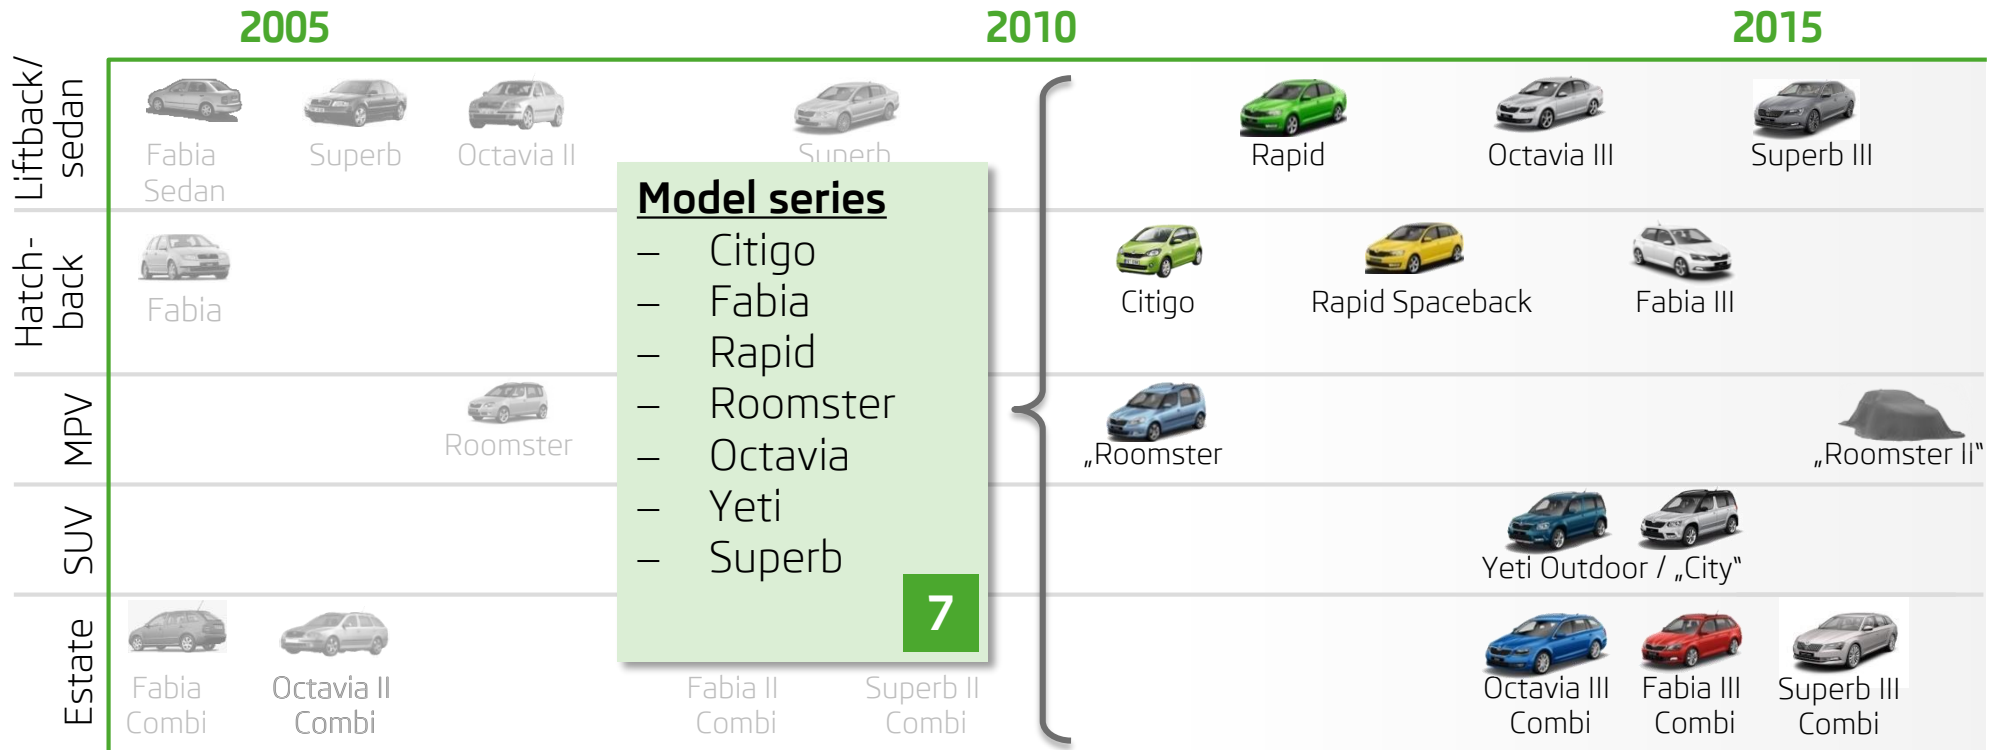 2005 2010 2015
Liftback/
sedan
Fabia
Sedan
Superb
Octavia II
Superb
Rapid
Octavia III
Superb III
Hatch-
back
Fabia
Citigo
Rapid Spaceback
Fabia III
MPV
Roomster
„Roomster
„Roomster II“
SUV
Yeti Outdoor / „City“
Estate
Fabia
Combi
Octavia II
Combi
Fabia II
Combi
Superb II
Combi
Octavia III
Combi
Fabia III
Combi
Superb III
Combi
Model series
– Citigo
– Fabia
– Rapid
– Roomster
– Octavia
– Yeti
– Superb
7